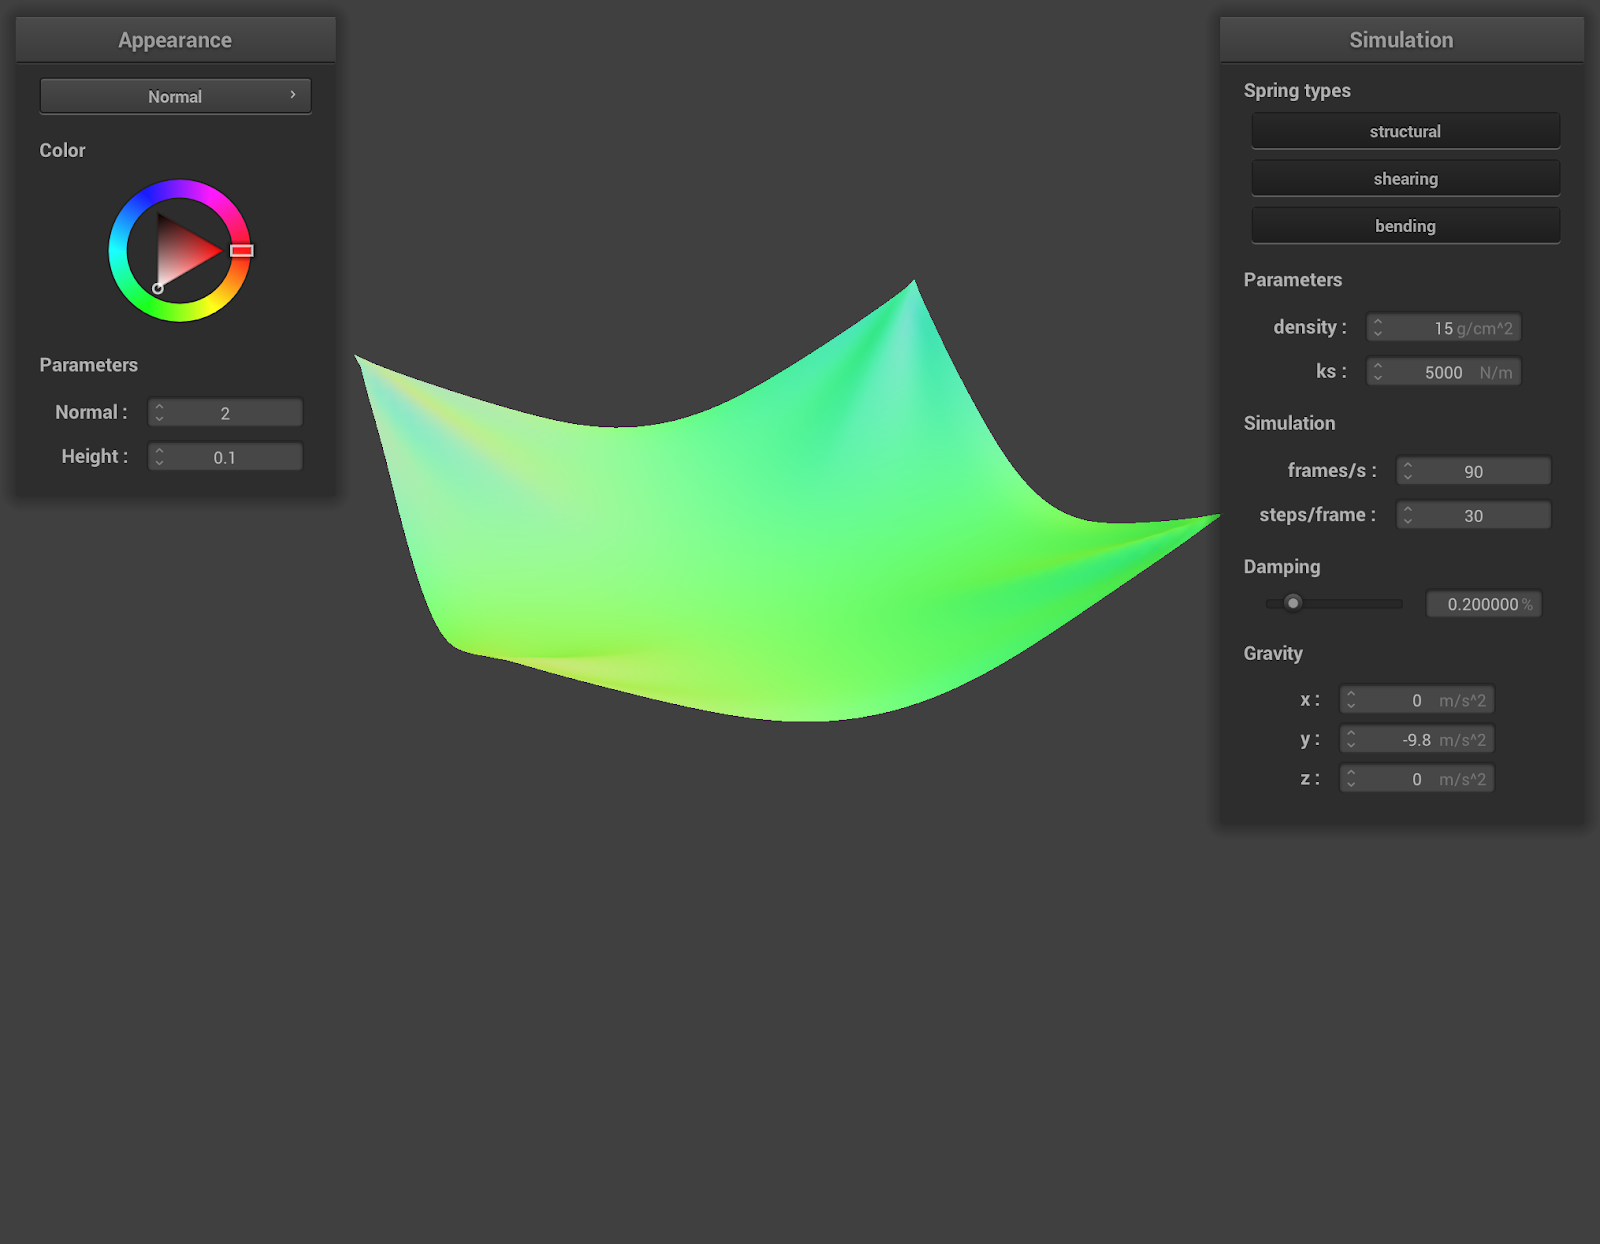 Appearance
Normal
Color
Parameters
Normal : 2
Height : 0.1
Simulation
Spring types
structural
shearing
bending
Parameters
density : 15 g/cm^2
ks : 5000 N/m
Simulation
frames/s : 90
steps/frame : 30
Damping
0.200000 %
Gravity
x : 0 m/s^2
y : -9.8 m/s^2
z : 0 m/s^2